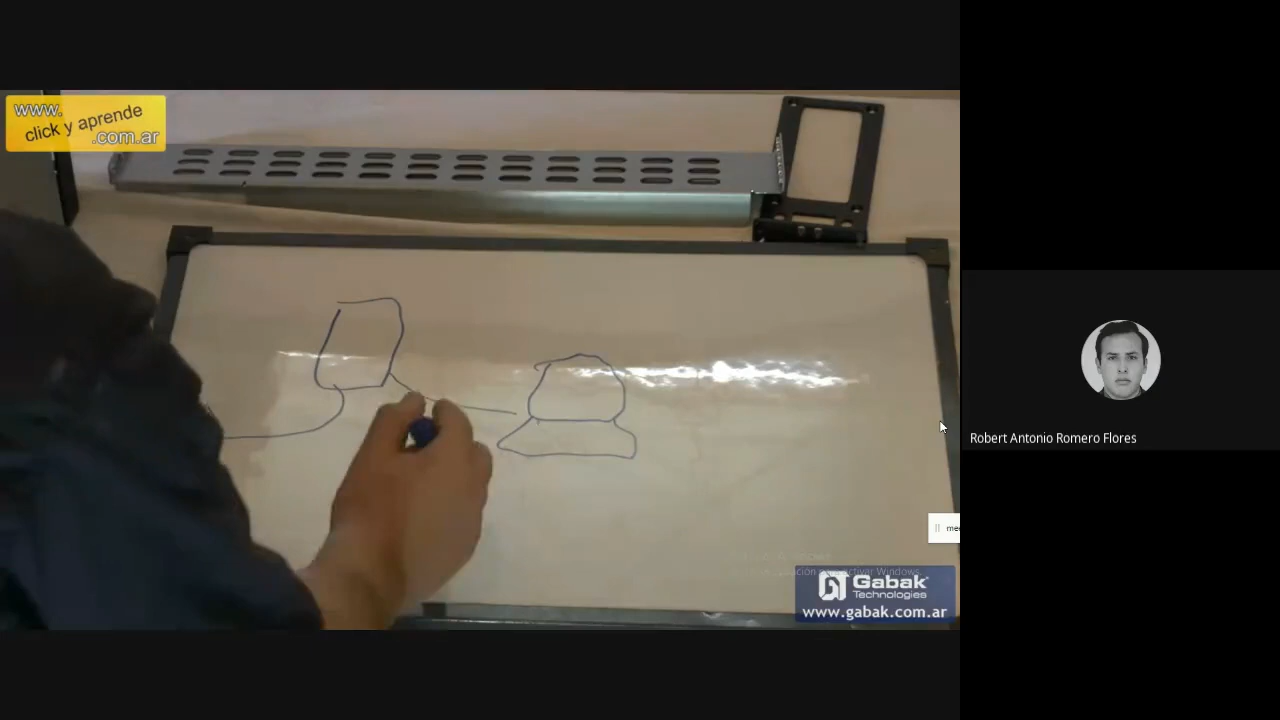 www.
click y aprende
.com.ar
Robert Antonio Romero Flores
Gabak
Technologies
www.gabak.com.ar